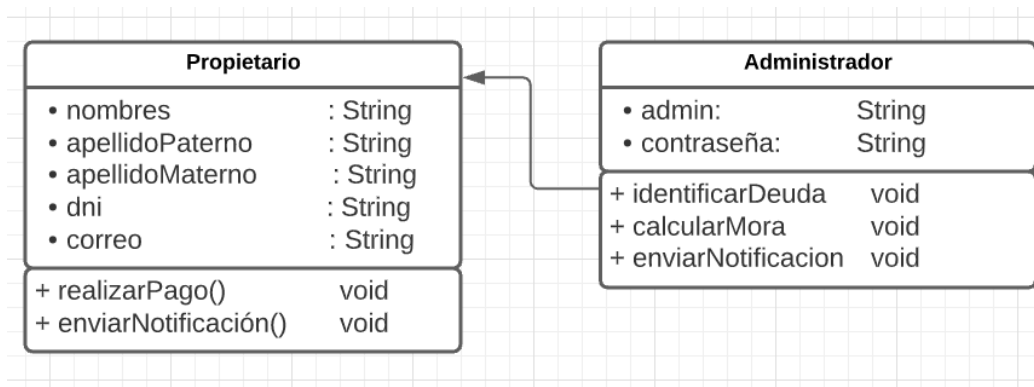 Propietario
• nombres : String
• apellidoPaterno : String
• apellidoMaterno : String
• dni : String
• correo : String
+ realizarPago() void
+ enviarNotificación() void
Administrador
• admin: String
• contraseña: String
+ identificarDeuda void
+ calcularMora void
+ enviarNotificacion void